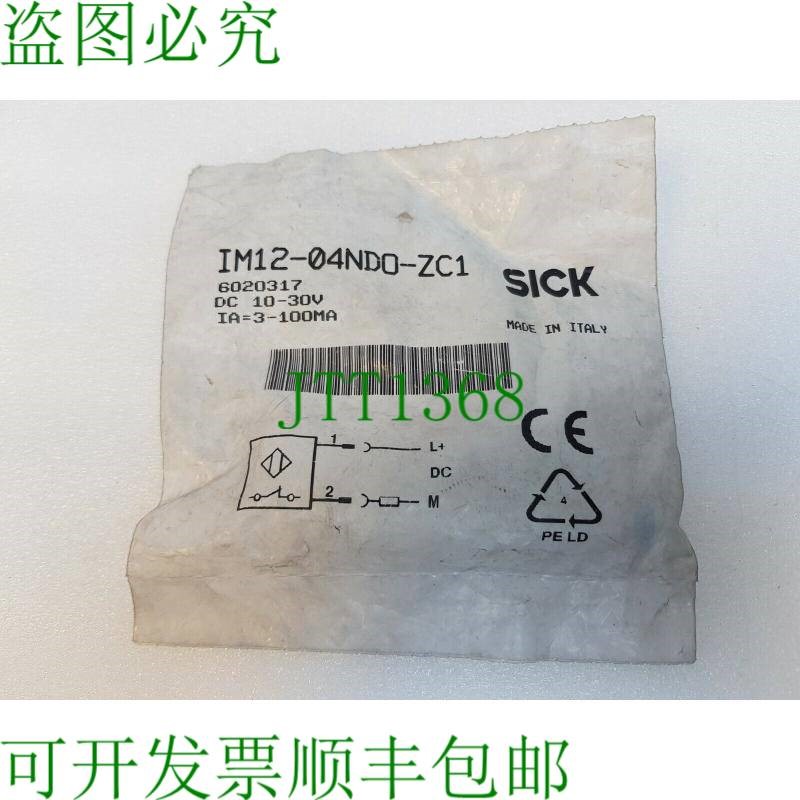 盗图必究
IM12-04NDO-ZC1
6020317
DC 10-30V
IA=3-100MA
SICK
MADE IN ITALY
JTT1368
CE
1
L+
DC
2
M
4
PE LD
可开发票顺丰包邮